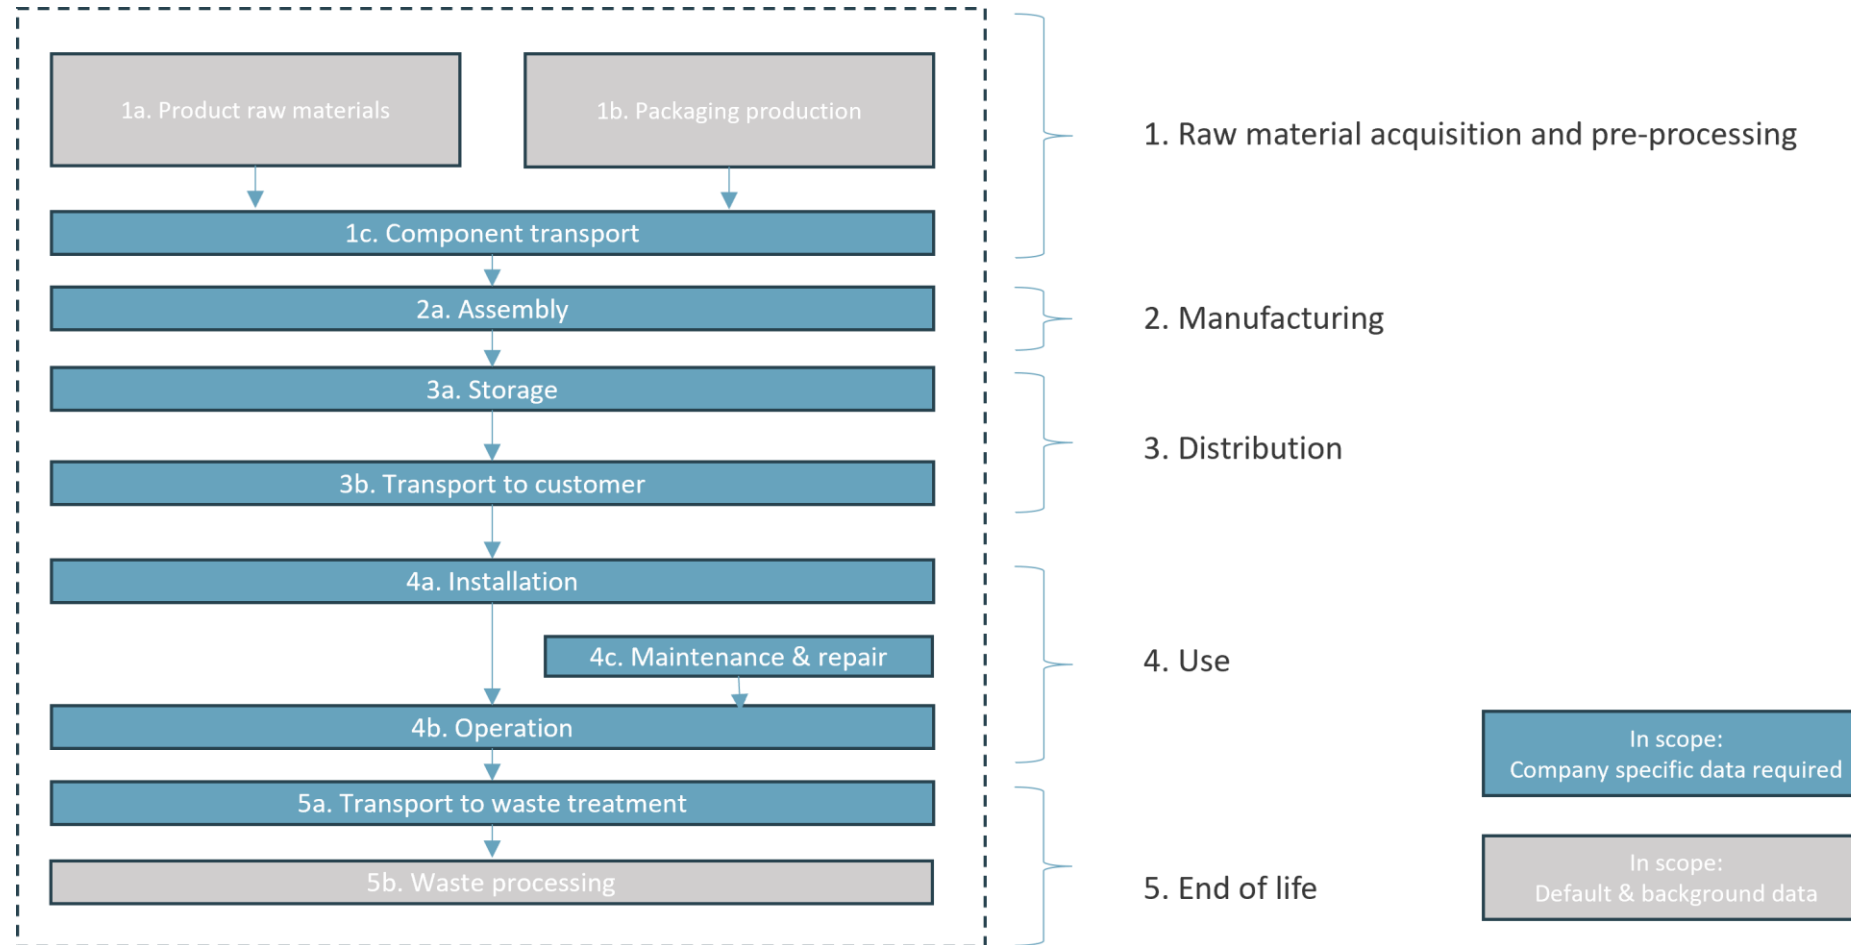 1a. Product raw materials
1b. Packaging production
1c. Component transport
2a. Assembly
3a. Storage
3b. Transport to customer
4a. Installation
4c. Maintenance & repair
4b. Operation
5a. Transport to waste treatment
5b. Waste processing
1. Raw material acquisition and pre-processing
2. Manufacturing
3. Distribution
4. Use
5. End of life
In scope:
Company specific data required
In scope:
Default & background data